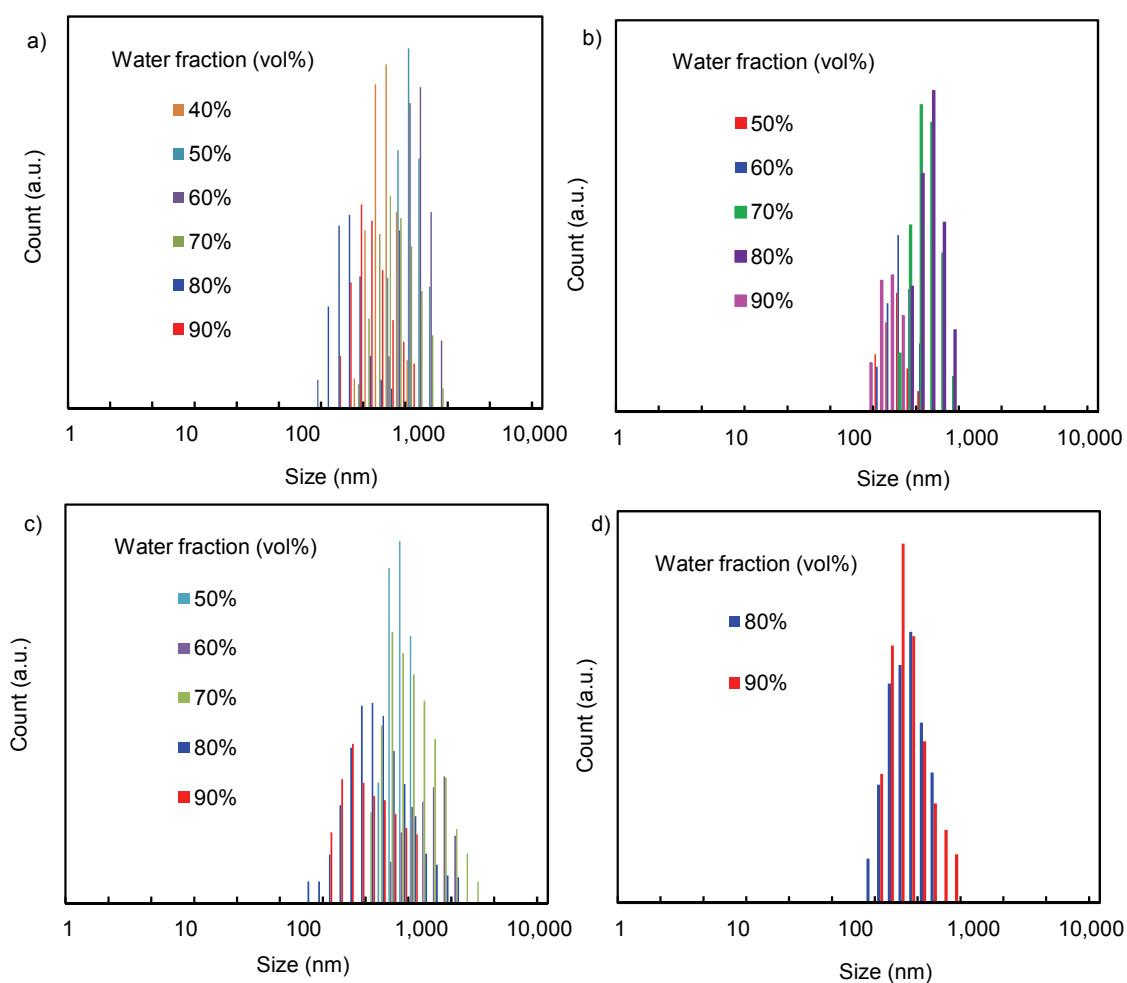 a)
Water fraction (vol%)
40%
50%
60%
70%
80%
90%
Count (a.u.)
1 10 100 1,000 10,000
Size (nm)
b)
Water fraction (vol%)
50%
60%
70%
80%
90%
Count (a.u.)
1 10 100 1,000 10,000
Size (nm)
c)
Water fraction (vol%)
50%
60%
70%
80%
90%
Count (a.u.)
1 10 100 1,000 10,000
Size (nm)
d)
Water fraction (vol%)
80%
90%
Count (a.u.)
1 10 100 1,000 10,000
Size (nm)